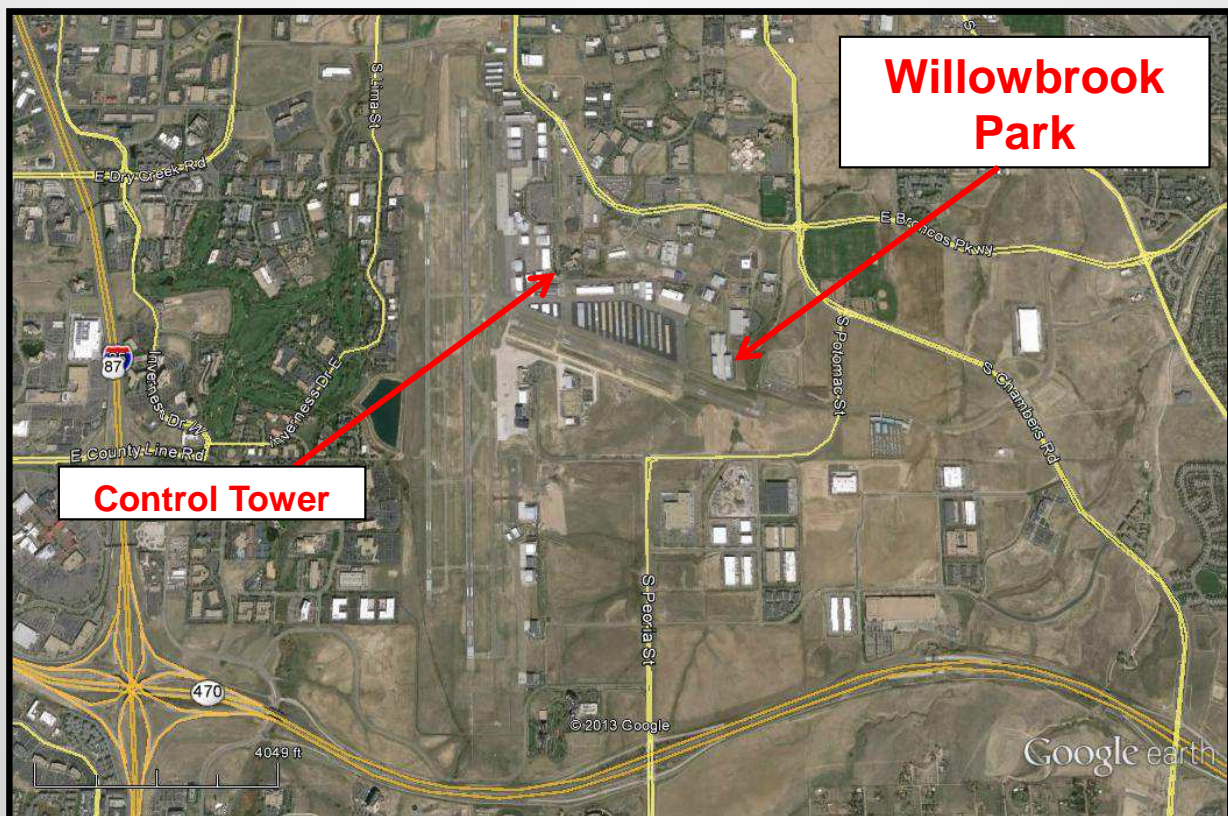 Willowbrook
Park
S Lima St
E Dry Creek Rd
E Broncos Pkwy
87
Inverness Dr W
Inverness Dr E
S Potomac St
S Chambers Rd
E County Line Rd
Control Tower
S Peoria St
470
© 2013 Google
4049 ft
Google earth